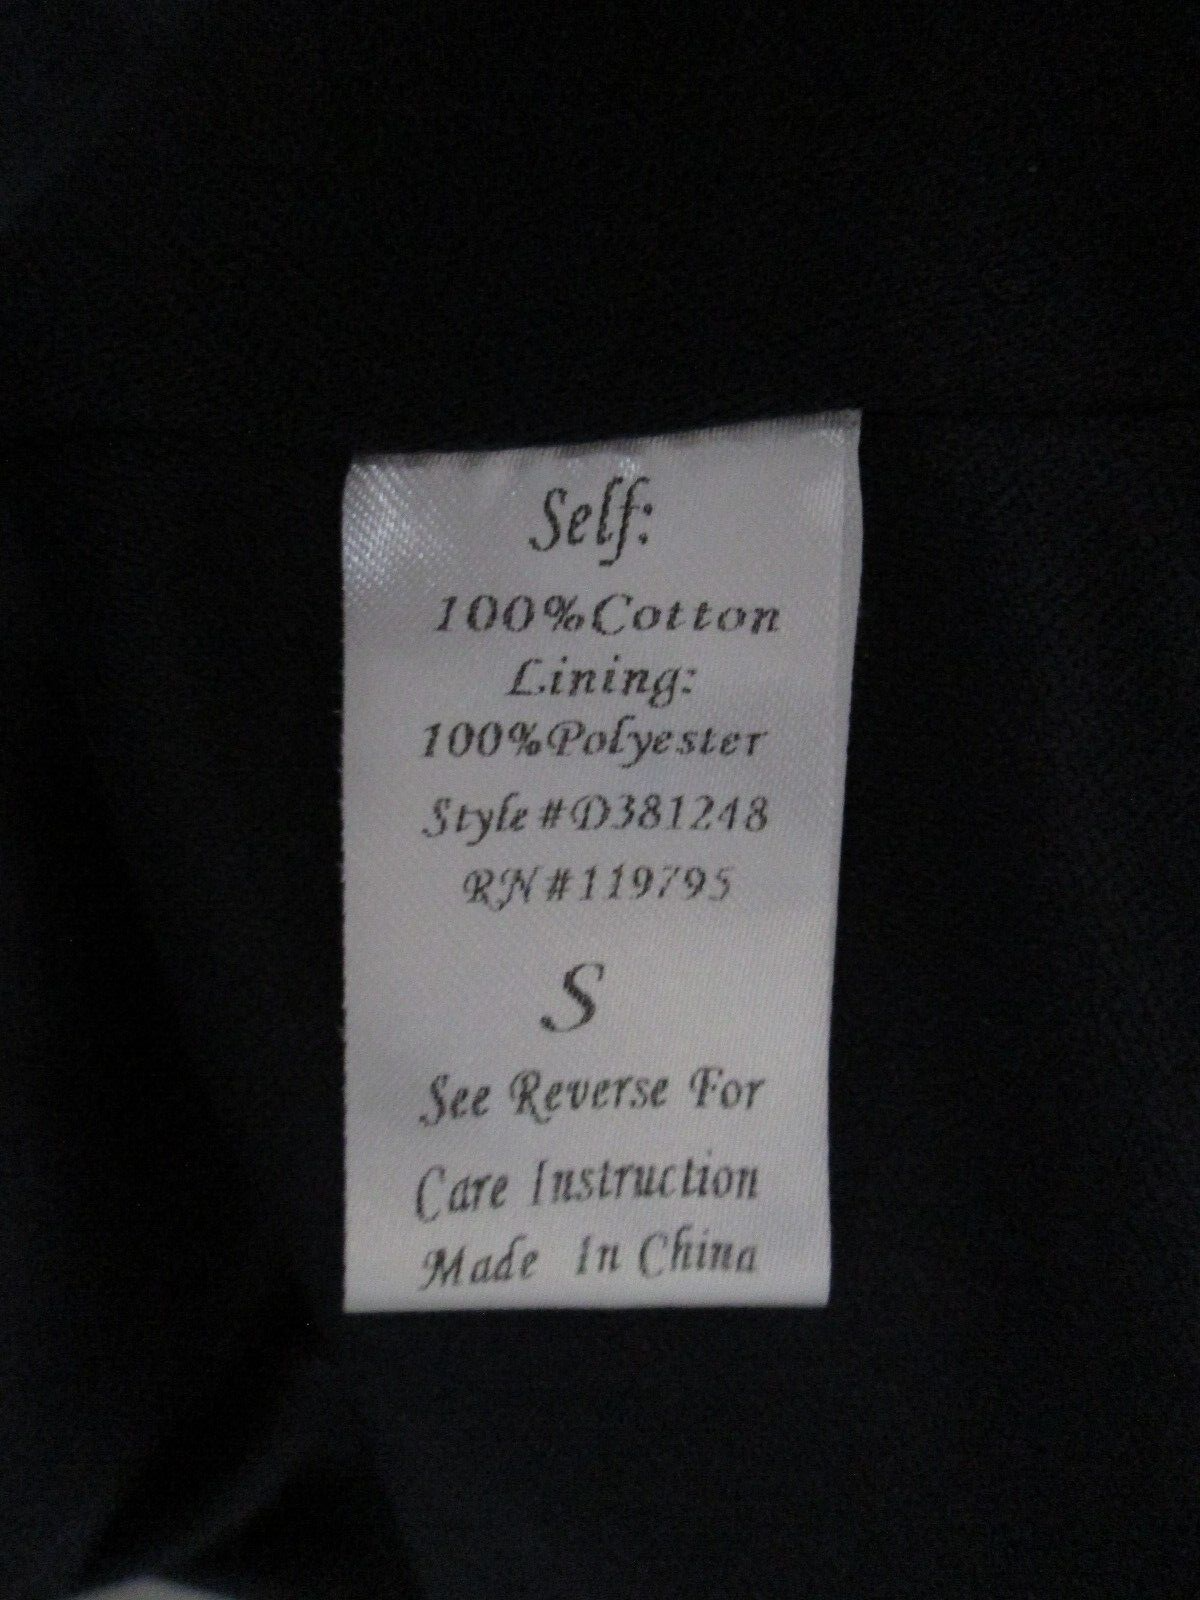 Self:
100%Cotton
Lining:
100%Polyester
Style #D381248
RN#119795
S
See Reverse For
Care Instruction
Made In China